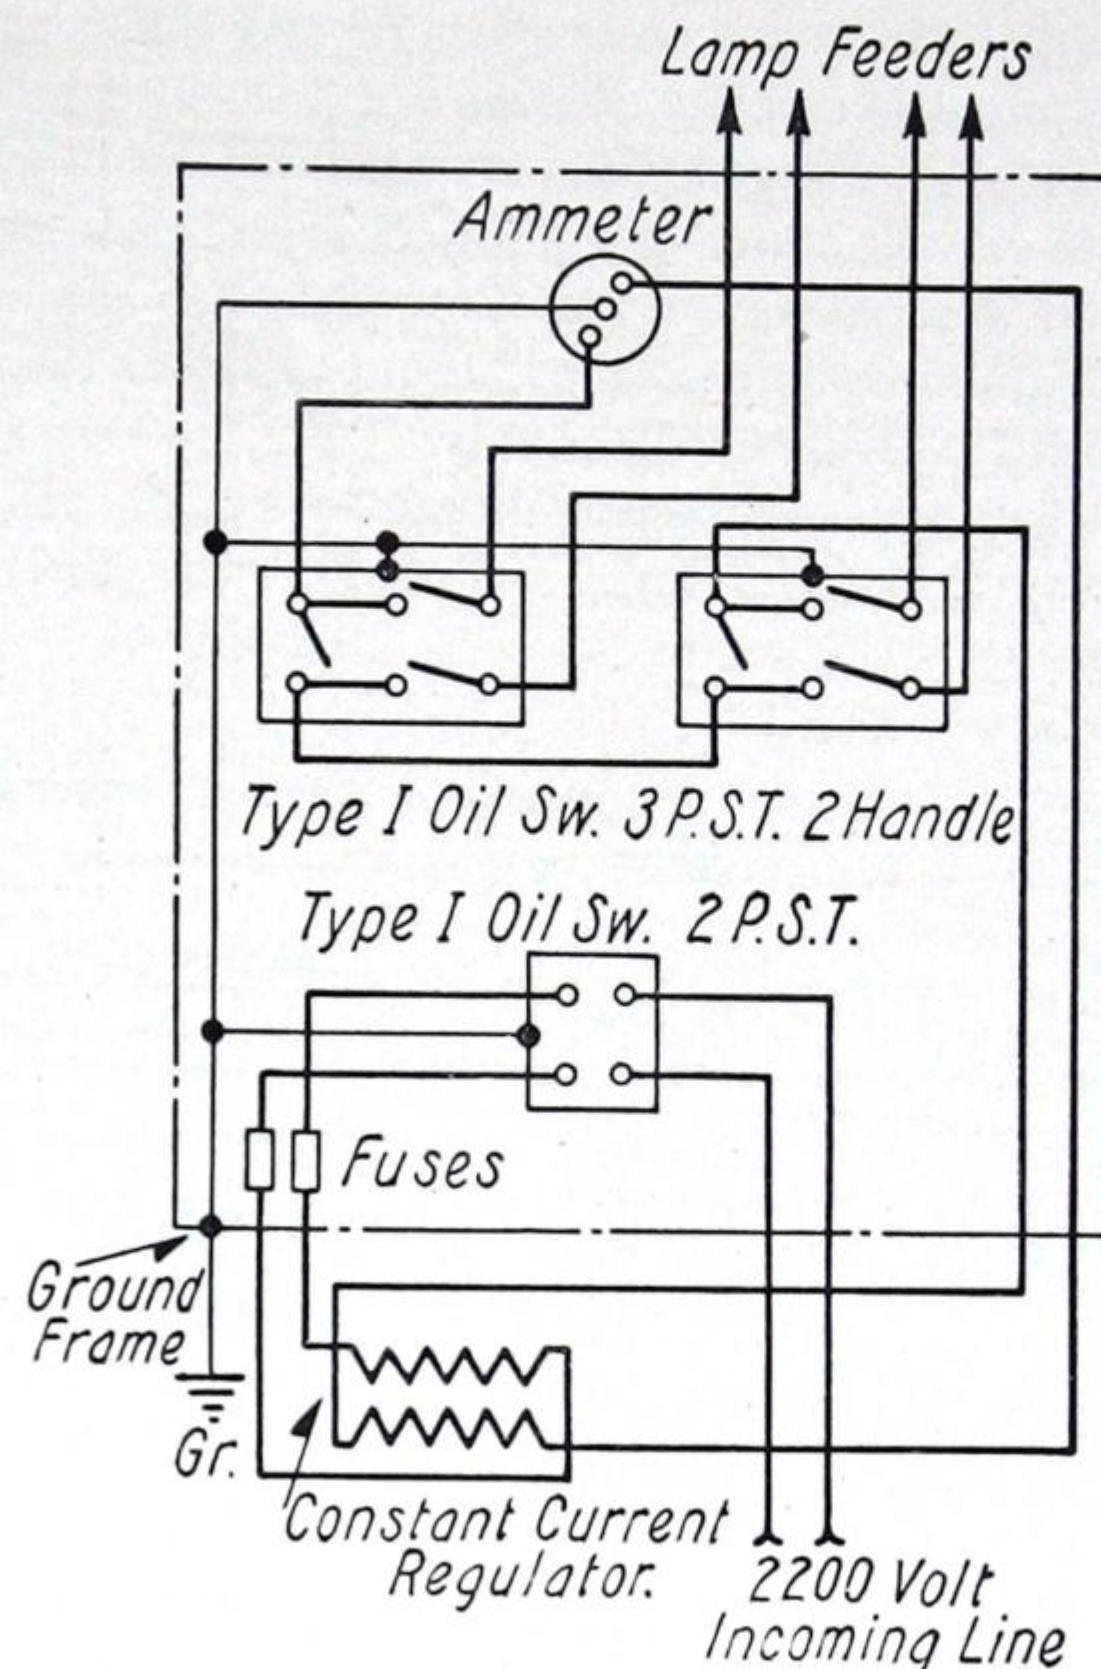 Lamp Feeders
Ammeter
Type I Oil Sw. 3 P.S.T. 2 Handle
Type I Oil Sw. 2 P.S.T.
Fuses
Ground
Frame
Gr.
Constant Current
Regulator.
2200 Volt
Incoming Line